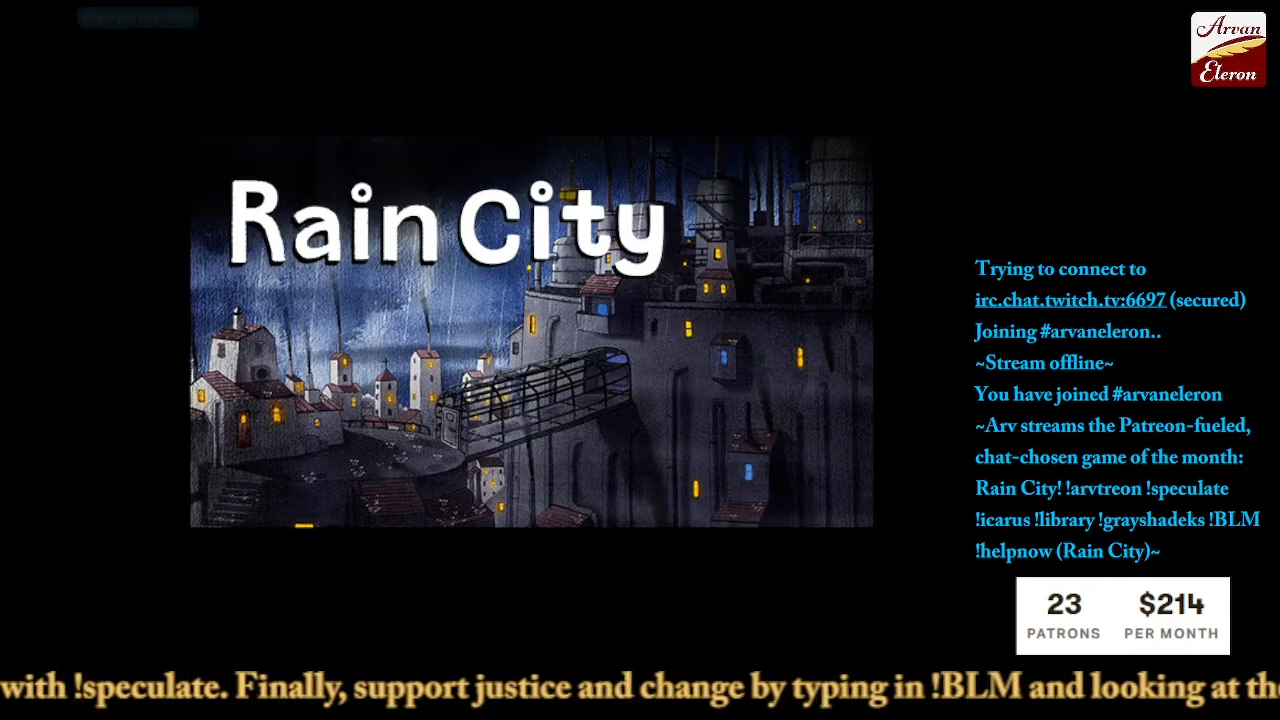 Arvan
Eleron
Rain City
Trying to connect to
irc.chat.twitch.tv:6697 (secured)
Joining #arvaneleron..
~Stream offline~
You have joined #arvaneleron
~Arv streams the Patreon-fueled,
chat-chosen game of the month:
Rain City! !arvtreon !speculate
!icarus !library !grayshadeks !BLM
!helpnow (Rain City)~
23 $214
PATRONS PER MONTH
with !speculate. Finally, support justice and change by typing in !BLM and looking at the